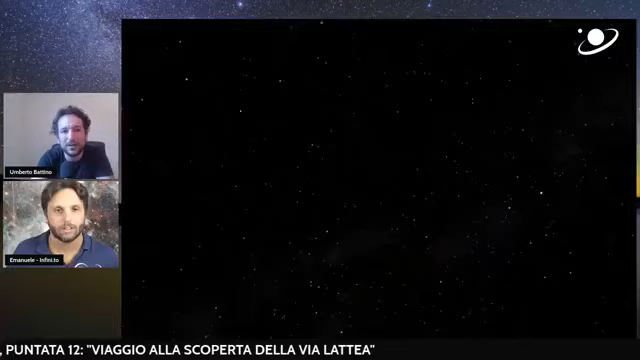 Umberto Battino
Emanuele - Infini.to
, PUNTATA 12: "VIAGGIO ALLA SCOPERTA DELLA VIA LATTEA"